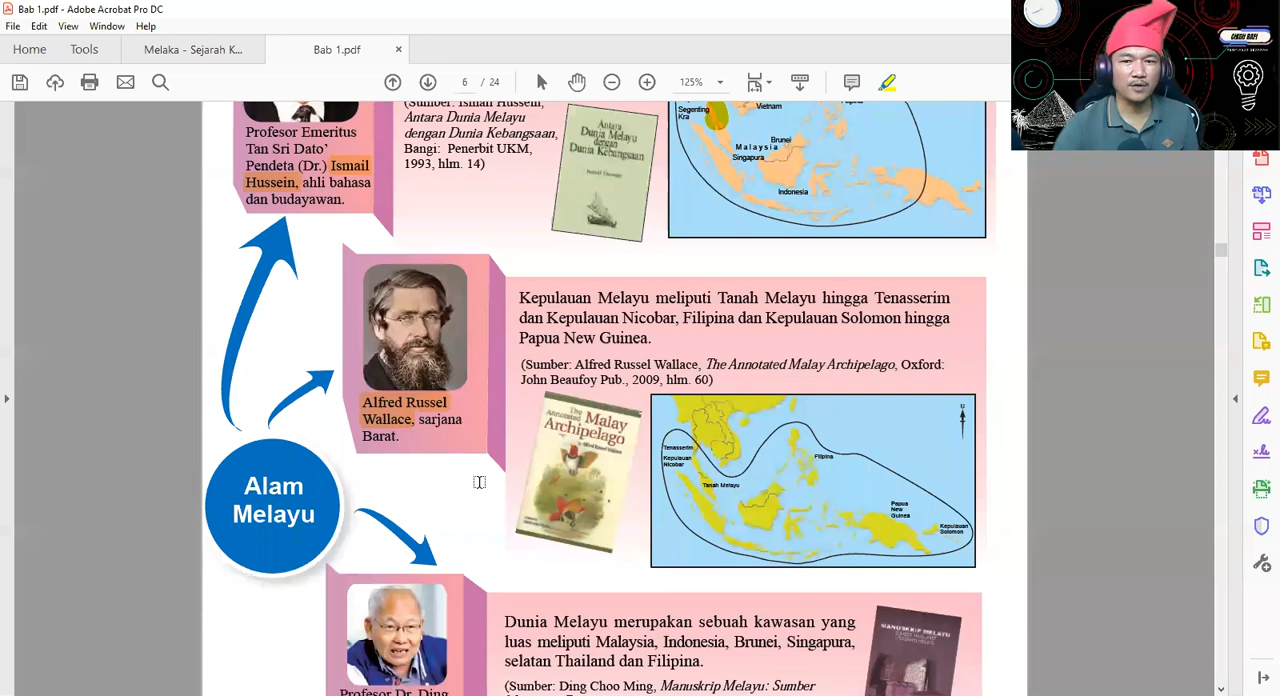 Bab 1.pdf - Adobe Acrobat Pro DC
File Edit View Window Help
Home Tools Melaka - Sejarah K... Bab 1.pdf ×
6 / 24 125%
Profesor Emeritus
Tan Sri Dato'
Pendeta (Dr.) Ismail
Hussein, ahli bahasa
dan budayawan.
(Sumber: Ismail Hussein,
Antara Dunia Melayu
dengan Dunia Kebangsaan,
Bangi: Penerbit UKM,
1993, hlm. 14)
Antara
Dunia Melayu
dengan
Dunia Kebangsaan
Segenting
Kra
Vietnam
Brunei
Malaysia
Singapura
Indonesia
Alfred Russel
Wallace, sarjana
Barat.
Kepulauan Melayu meliputi Tanah Melayu hingga Tenasserim
dan Kepulauan Nicobar, Filipina dan Kepulauan Solomon hingga
Papua New Guinea.
(Sumber: Alfred Russel Wallace, The Annotated Malay Archipelago, Oxford:
John Beaufoy Pub., 2009, hlm. 60)
The
Annotated Malay
Archipelago
U
Tenasserim
Kepulauan
Nicobar
Filipina
Tanah Melayu
Papua
New
Guinea
Kepulauan
Solomon
Alam
Melayu
Profesor Dr. Ding
Dunia Melayu merupakan sebuah kawasan yang
luas meliputi Malaysia, Indonesia, Brunei, Singapura,
selatan Thailand dan Filipina.
(Sumber: Ding Choo Ming, Manuskrip Melayu: Sumber
MANUSKRIP MELAYU